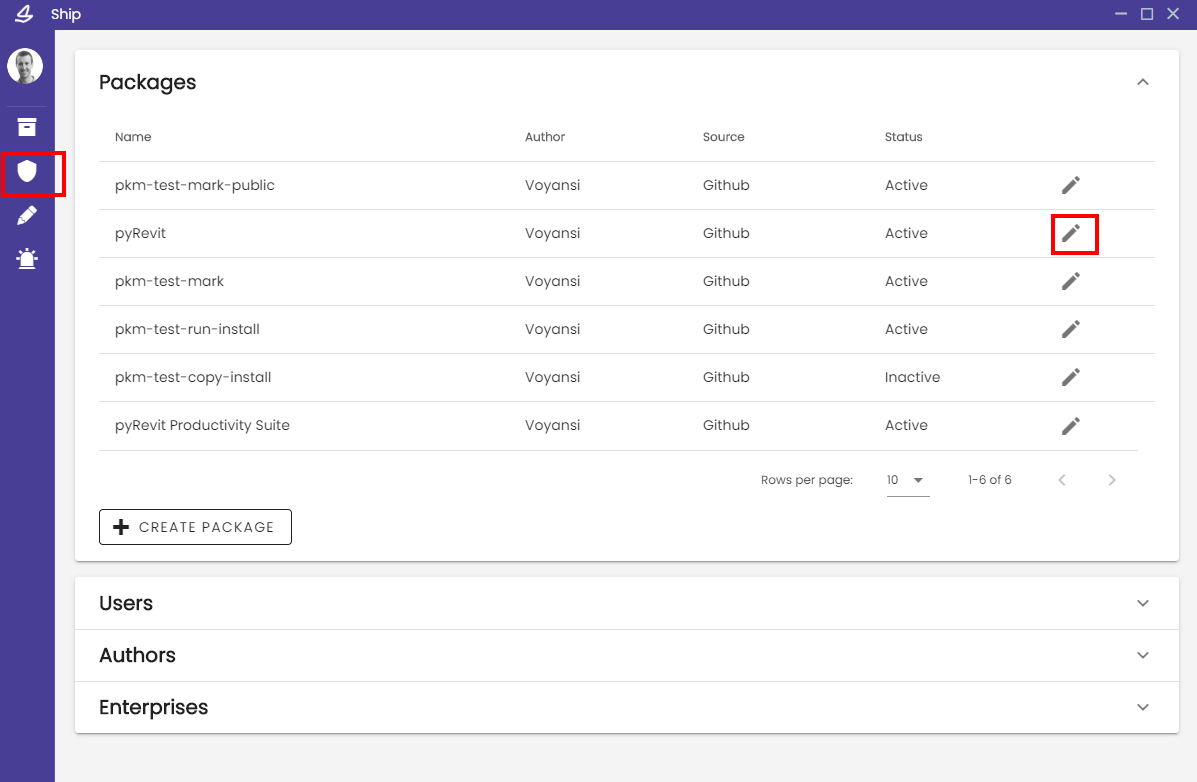 Ship
Packages
Name Author Source Status
pkm-test-mark-public Voyansi Github Active
pyRevit Voyansi Github Active
pkm-test-mark Voyansi Github Active
pkm-test-run-install Voyansi Github Active
pkm-test-copy-install Voyansi Github Inactive
pyRevit Productivity Suite Voyansi Github Active
Rows per page: 10 1-6 of 6
CREATE PACKAGE
Users
Authors
Enterprises